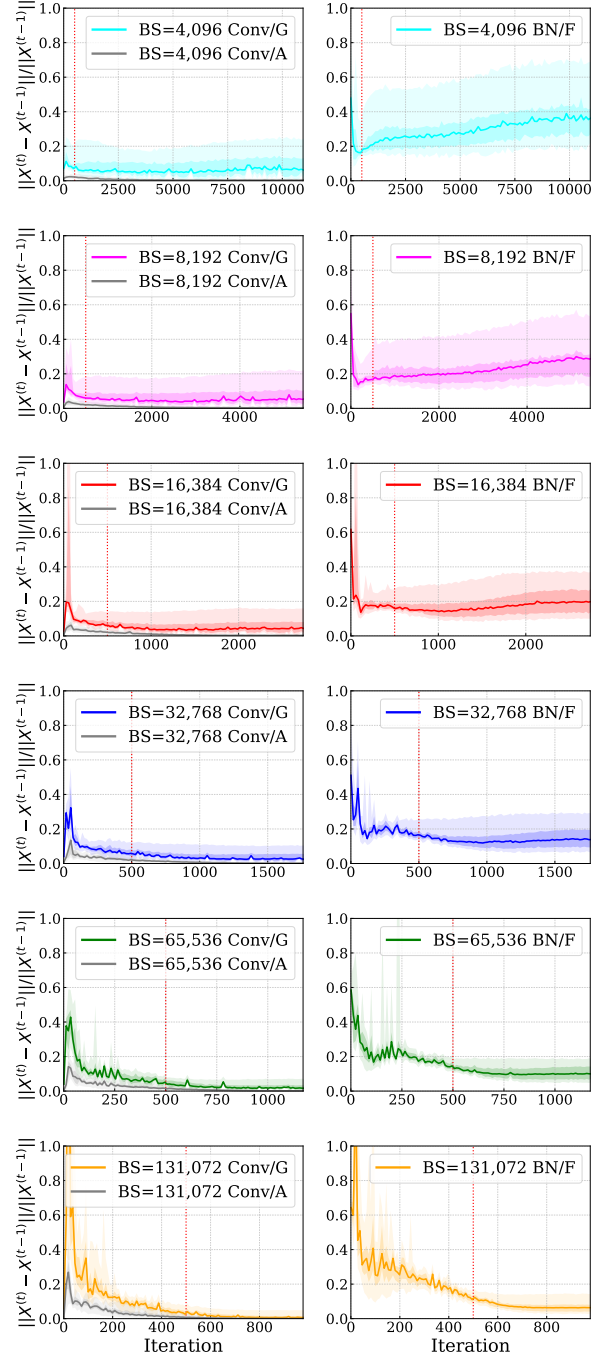 ||X^(t) − X^(t−1)||/||X^(t−1)||
BS=4,096 Conv/G
BS=4,096 Conv/A
1.0
0.8
0.6
0.4
0.2
0.0
0 2500 5000 7500 10000
BS=4,096 BN/F
1.0
0.8
0.6
0.4
0.2
0.0
0 2500 5000 7500 10000
||X^(t) − X^(t−1)||/||X^(t−1)||
BS=8,192 Conv/G
BS=8,192 Conv/A
1.0
0.8
0.6
0.4
0.2
0.0
0 2000 4000
BS=8,192 BN/F
1.0
0.8
0.6
0.4
0.2
0.0
0 2000 4000
||X^(t) − X^(t−1)||/||X^(t−1)||
BS=16,384 Conv/G
BS=16,384 Conv/A
1.0
0.8
0.6
0.4
0.2
0.0
0 1000 2000
BS=16,384 BN/F
1.0
0.8
0.6
0.4
0.2
0.0
0 1000 2000
||X^(t) − X^(t−1)||/||X^(t−1)||
BS=32,768 Conv/G
BS=32,768 Conv/A
1.0
0.8
0.6
0.4
0.2
0.0
0 500 1000 1500
BS=32,768 BN/F
1.0
0.8
0.6
0.4
0.2
0.0
0 500 1000 1500
||X^(t) − X^(t−1)||/||X^(t−1)||
BS=65,536 Conv/G
BS=65,536 Conv/A
1.0
0.8
0.6
0.4
0.2
0.0
0 250 500 750 1000
BS=65,536 BN/F
1.0
0.8
0.6
0.4
0.2
0.0
0 250 500 750 1000
||X^(t) − X^(t−1)||/||X^(t−1)||
BS=131,072 Conv/G
BS=131,072 Conv/A
1.0
0.8
0.6
0.4
0.2
0.0
0 200 400 600 800
Iteration
BS=131,072 BN/F
1.0
0.8
0.6
0.4
0.2
0.0
0 200 400 600 800
Iteration